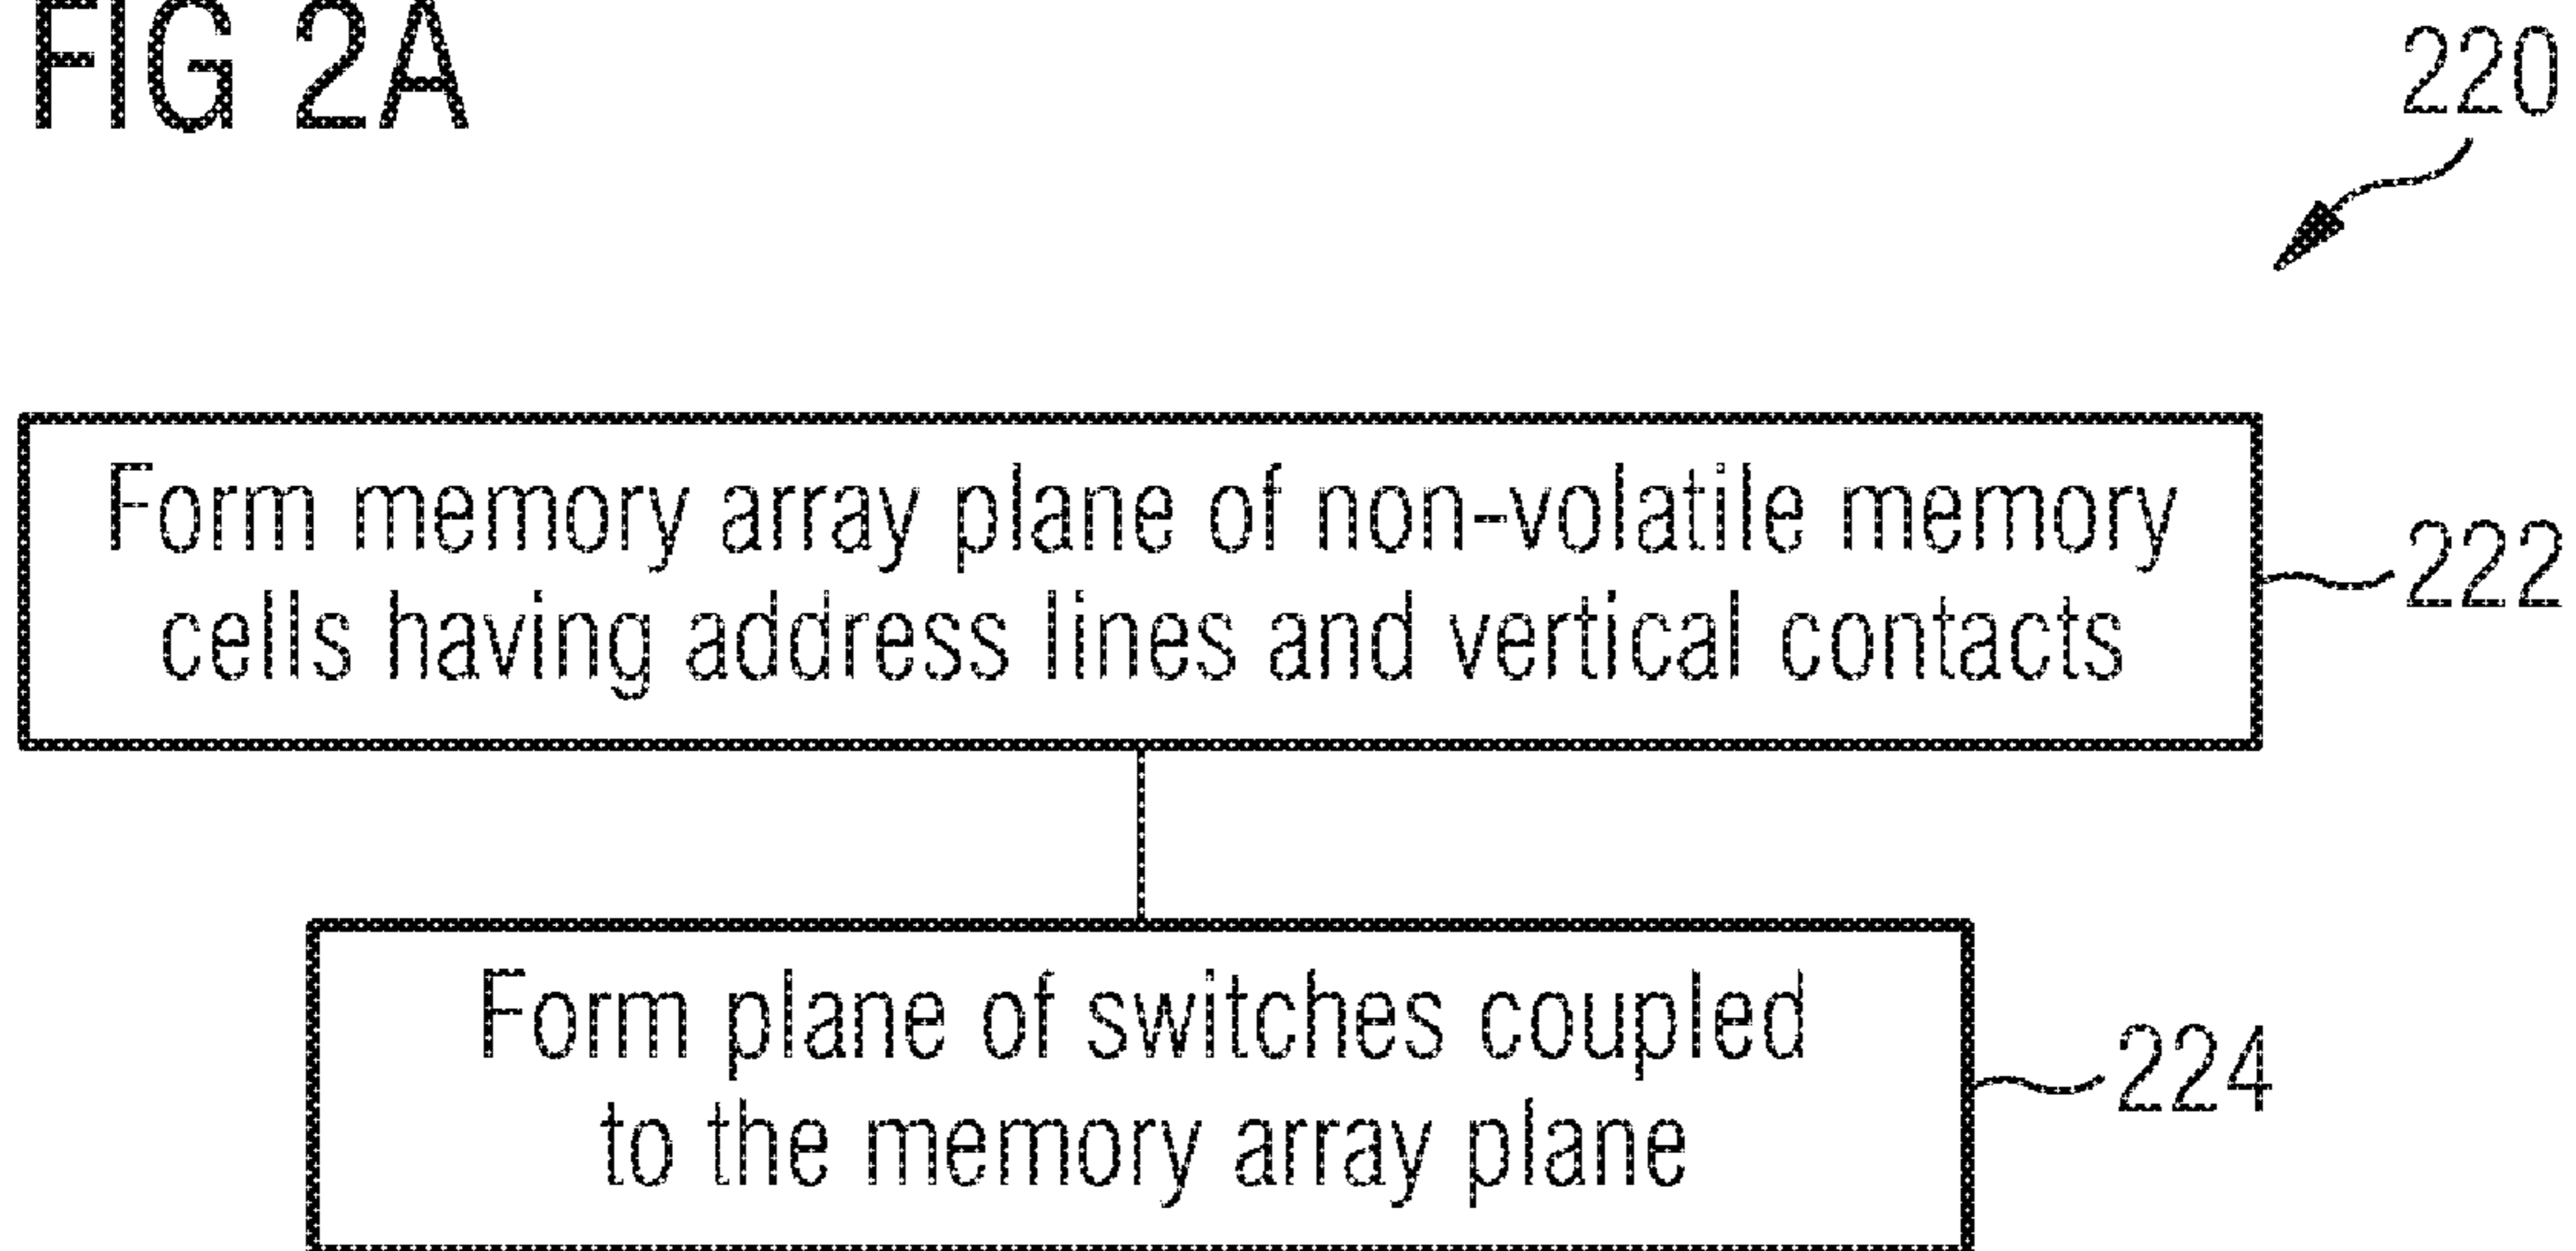 FIG 2A
220
Form memory array plane of non-volatile memory
cells having address lines and vertical contacts
222
Form plane of switches coupled
to the memory array plane
224